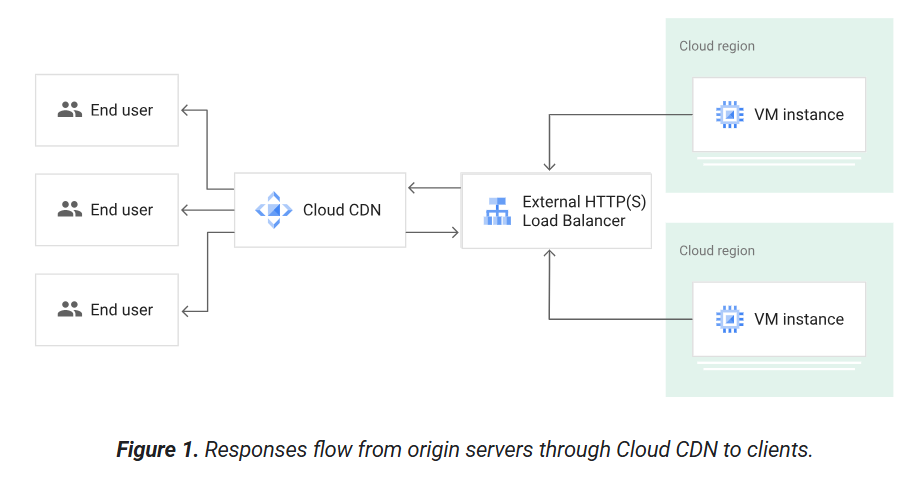 Cloud region
VM instance
End user
End user
End user
Cloud CDN
External HTTP(S)
Load Balancer
Cloud region
VM instance
Figure 1. Responses flow from origin servers through Cloud CDN to clients.